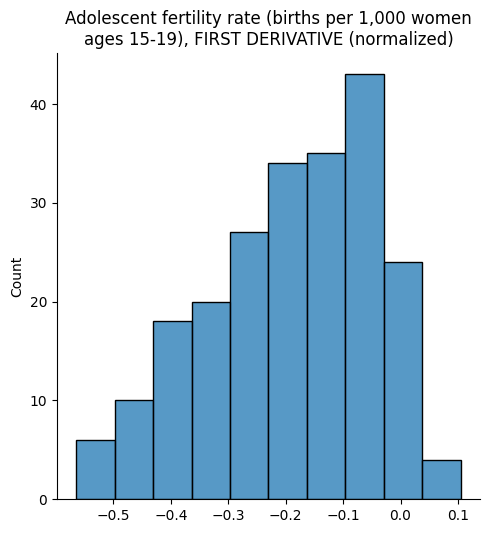 Adolescent fertility rate (births per 1,000 women
ages 15-19), FIRST DERIVATIVE (normalized)
Count
40
30
20
10
0
−0.5 −0.4 −0.3 −0.2 −0.1 0.0 0.1